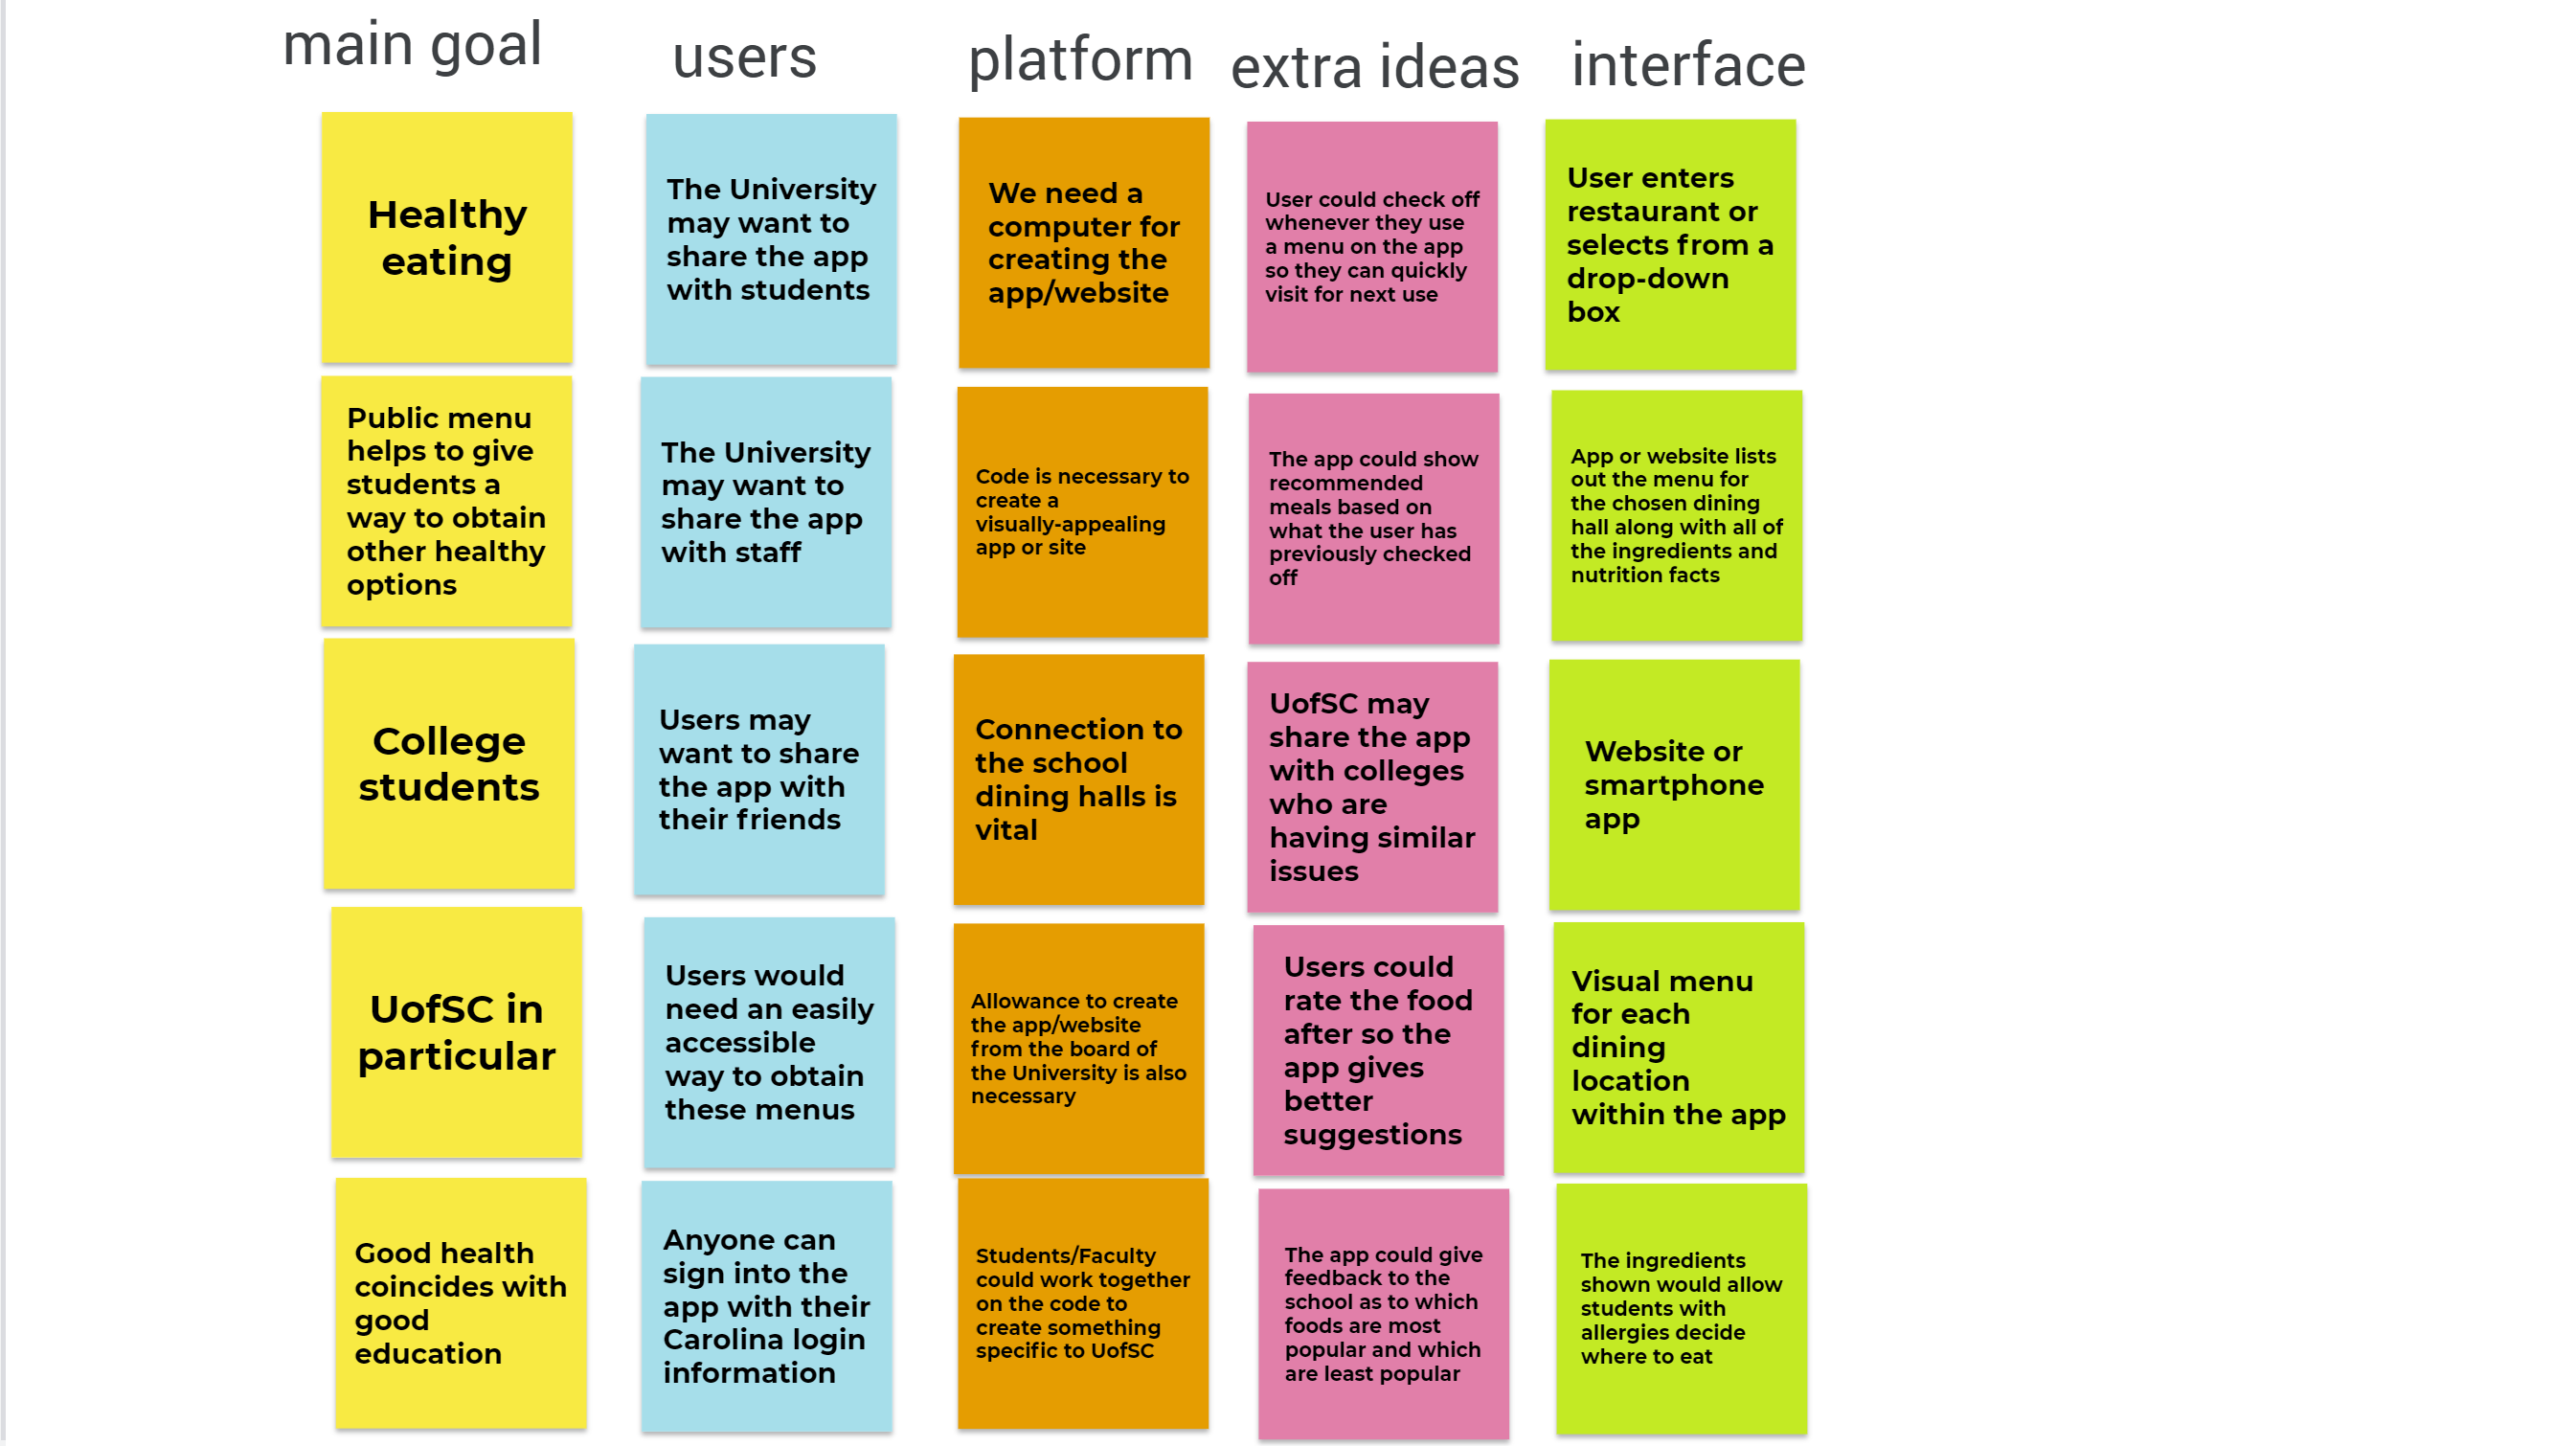 main goal
users
platform
extra ideas
interface
Healthy
eating
Public menu
helps to give
students a
way to obtain
other healthy
options
College
students
UofSC in
particular
Good health
coincides with
good
education
The University
may want to
share the app
with students
The University
may want to
share the app
with staff
Users may
want to share
the app with
their friends
Users would
need an easily
accessible
way to obtain
these menus
Anyone can
sign into the
app with their
Carolina login
information
We need a
computer for
creating the
app/website
Code is necessary to
create a
visually-appealing
app or site
Connection to
the school
dining halls is
vital
Allowance to create
the app/website
from the board of
the University is also
necessary
Students/Faculty
could work together
on the code to
create something
specific to UofSC
User could check off
whenever they use
a menu on the app
so they can quickly
visit for next use
The app could show
recommended
meals based on
what the user has
previously checked
off
UofSC may
share the app
with colleges
who are
having similar
issues
Users could
rate the food
after so the
app gives
better
suggestions
The app could give
feedback to the
school as to which
foods are most
popular and which
are least popular
User enters
restaurant or
selects from a
drop-down
box
App or website lists
out the menu for
the chosen dining
hall along with all of
the ingredients and
nutrition facts
Website or
smartphone
app
Visual menu
for each
dining
location
within the app
The ingredients
shown would allow
students with
allergies decide
where to eat